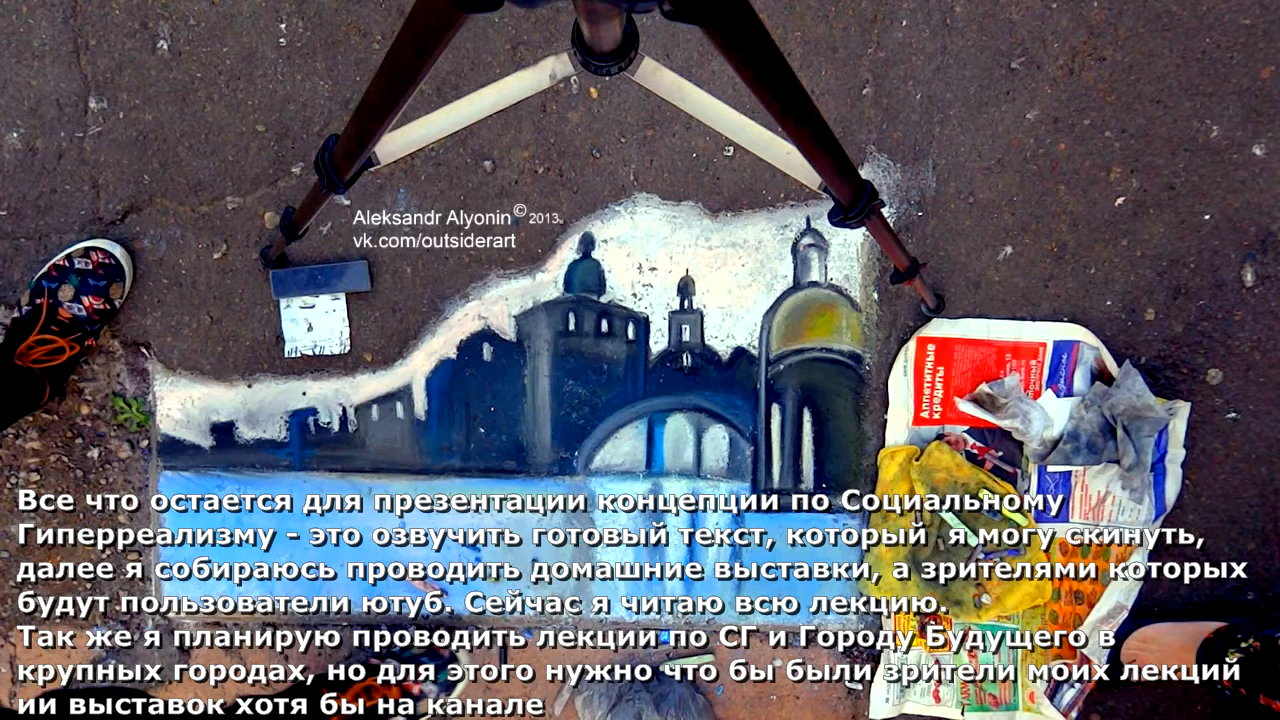 Aleksandr Alyonin© 2013
vk.com/outsiderart
Аппетитные
кредиты
Все что остается для презентации концепции по Социальному
Гиперреализму - это озвучить готовый текст, который я могу скинуть,
далее я собираюсь проводить домашние выставки, а зрителями которых
будут пользователи ютуб. Сейчас я читаю всю лекцию.
Так же я планирую проводить лекции по СГ и Городу Будущего в
крупных городах, но для этого нужно что бы были зрители моих лекций
ии выставок хотя бы на канале